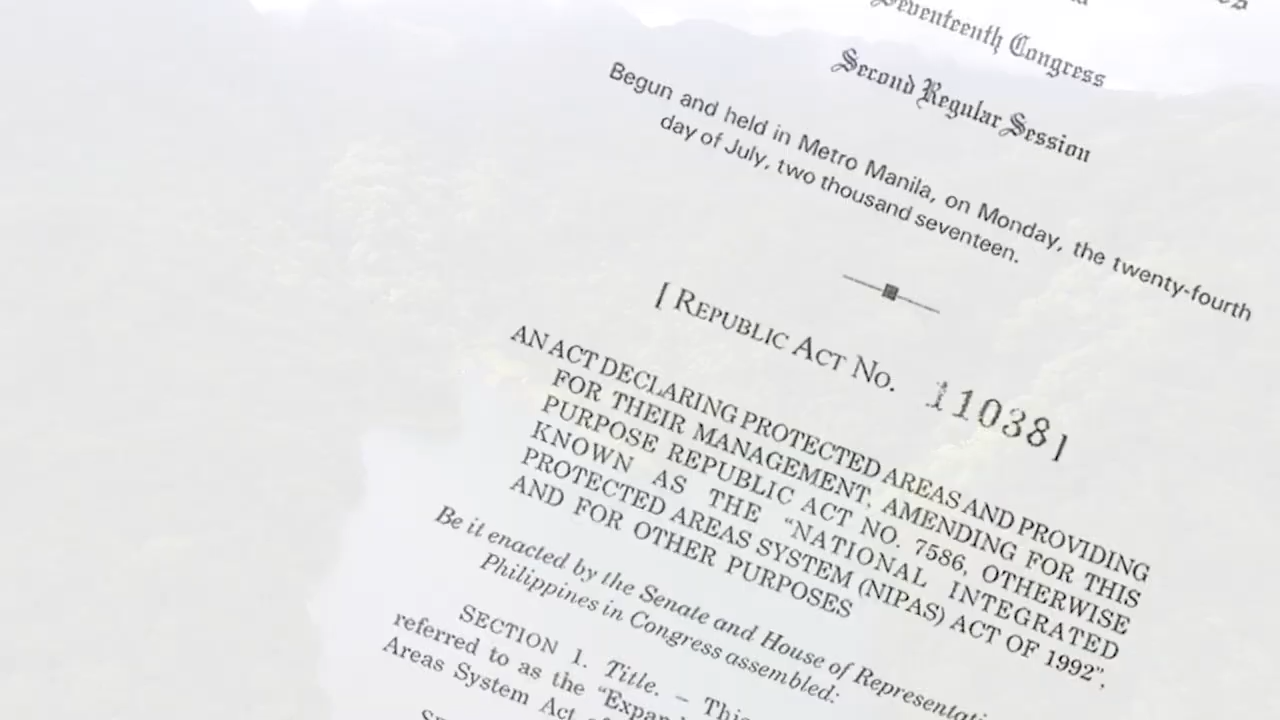 Seventeenth Congress
Second Regular Session
Begun and held in Metro Manila, on Monday, the twenty-fourth
day of July, two thousand seventeen.
[ REPUBLIC ACT NO. 11038]
AN ACT DECLARING PROTECTED AREAS AND PROVIDING
FOR THEIR MANAGEMENT, AMENDING FOR THIS
PURPOSE REPUBLIC ACT NO. 7586, OTHERWISE
KNOWN AS THE “NATIONAL INTEGRATED
PROTECTED AREAS SYSTEM (NIPAS) ACT OF 1992”,
AND FOR OTHER PURPOSES
Be it enacted by the Senate and House of Representati
Philippines in Congress assembled:
SECTION 1. Title. – This
referred to as the “Expan
Areas System Act